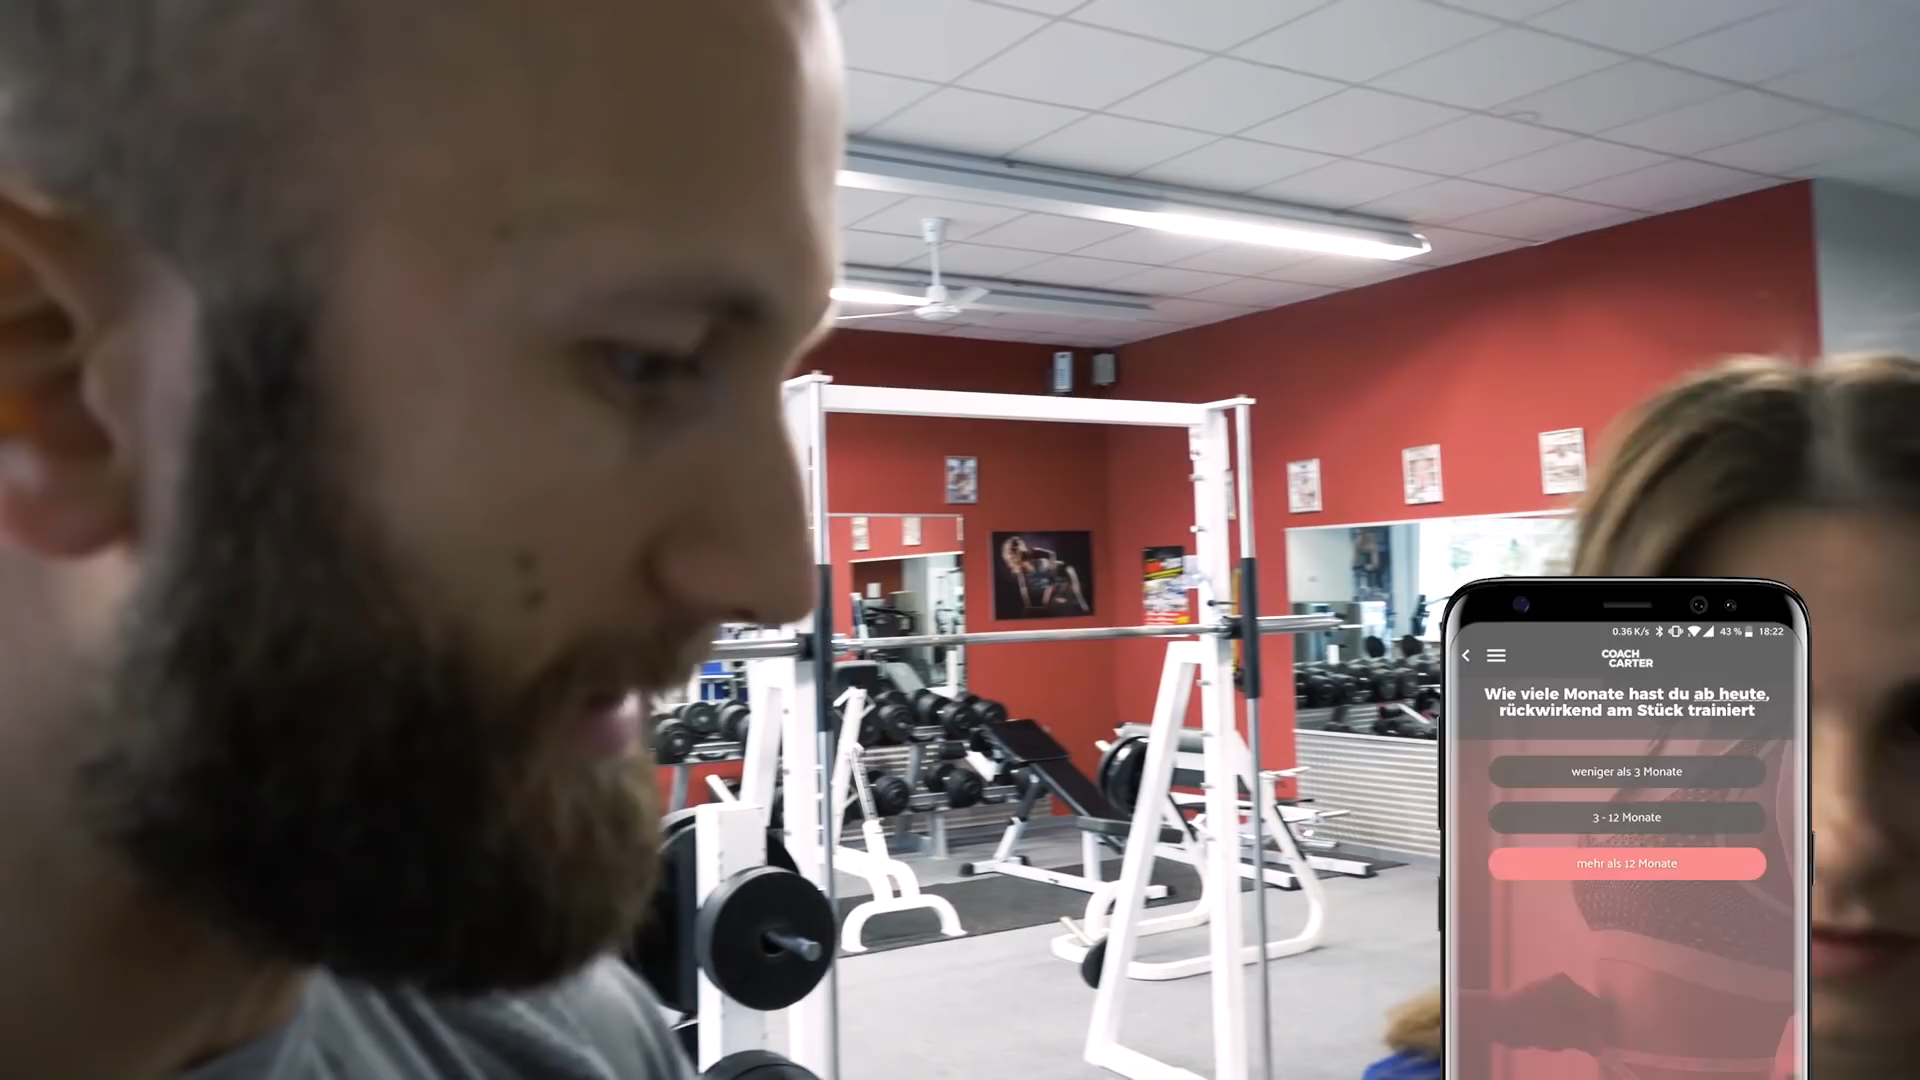 0.36 K/s 43 % 18:22
COACH
CARTER
Wie viele Monate hast du ab heute,
rückwirkend am Stück trainiert
weniger als 3 Monate
3 - 12 Monate
mehr als 12 Monate